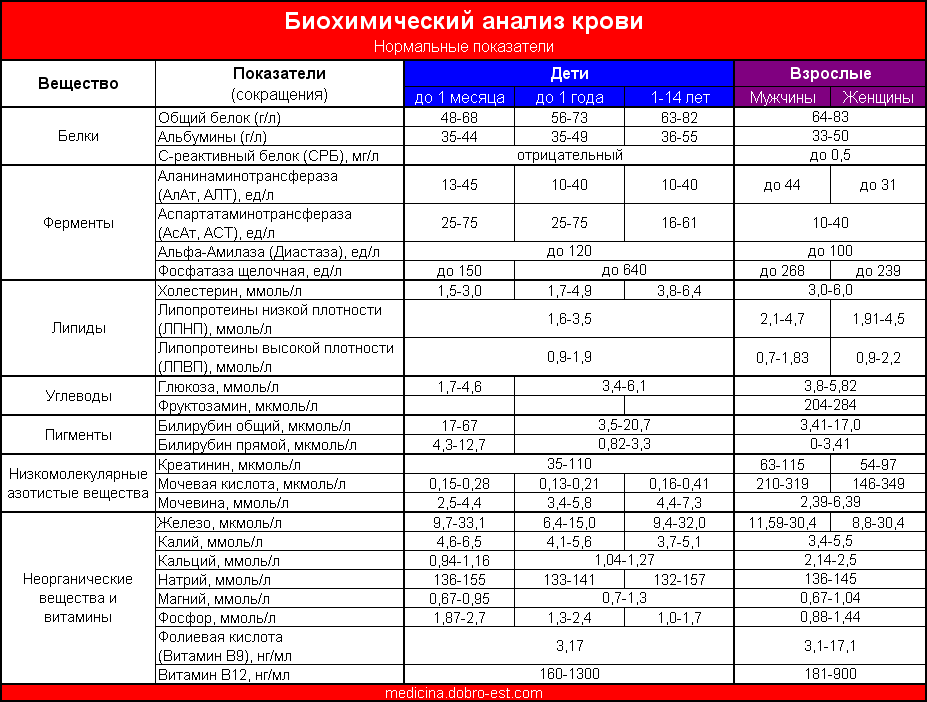 Биохимический анализ крови
Нормальные показатели
Вещество Показатели (сокращения) Дети Взрослые
до 1 месяца до 1 года 1-14 лет Мужчины Женщины
Белки
Общий белок (г/л) 48-68 56-73 63-82 64-83
Альбумины (г/л) 35-44 35-49 36-55 33-50
С-реактивный белок (СРБ), мг/л отрицательный до 0,5
Ферменты
Аланинаминотрансфераза
(АлАт, АЛТ), ед/л 13-45 10-40 10-40 до 44 до 31
Аспартатаминотрансфераза
(АсАт, АСТ), ед/л 25-75 25-75 16-61 10-40
Альфа-Амилаза (Диастаза), ед/л до 120 до 100
Фосфатаза щелочная, ед/л до 150 до 640 до 268 до 239
Липиды
Холестерин, ммоль/л 1,5-3,0 1,7-4,9 3,8-6,4 3,0-6,0
Липопротеины низкой плотности
(ЛПНП), ммоль/л 1,6-3,5 2,1-4,7 1,91-4,5
Липопротеины высокой плотности
(ЛПВП), ммоль/л 0,9-1,9 0,7-1,83 0,9-2,2
Углеводы
Глюкоза, ммоль/л 1,7-4,6 3,4-6,1 3,8-5,82
Фруктозамин, мкмоль/л 204-284
Пигменты
Билирубин общий, мкмоль/л 17-67 3,5-20,7 3,41-17,0
Билирубин прямой, мкмоль/л 4,3-12,7 0,82-3,3 0-3,41
Низкомолекулярные
азотистые вещества
Креатинин, мкмоль/л 35-110 63-115 54-97
Мочевая кислота, мкмоль/л 0,15-0,28 0,13-0,21 0,16-0,41 210-319 146-349
Мочевина, ммоль/л 2,5-4,4 3,4-5,8 4,4-7,3 2,39-6,39
Неорганические
вещества и
витамины
Железо, мкмоль/л 9,7-33,1 6,4-15,0 9,4-32,0 11,59-30,4 8,8-30,4
Калий, ммоль/л 4,6-6,5 4,1-5,6 3,7-5,1 3,4-5,5
Кальций, ммоль/л 0,94-1,16 1,04-1,27 2,14-2,5
Натрий, ммоль/л 136-155 133-141 132-157 136-145
Магний, ммоль/л 0,67-0,95 0,7-1,3 0,67-1,04
Фосфор, ммоль/л 1,87-2,7 1,3-2,4 1,0-1,7 0,88-1,44
Фолиевая кислота
(Витамин В9), нг/мл 3,17 3,1-17,1
Витамин В12, нг/мл 160-1300 181-900
medicina.dobro-est.com